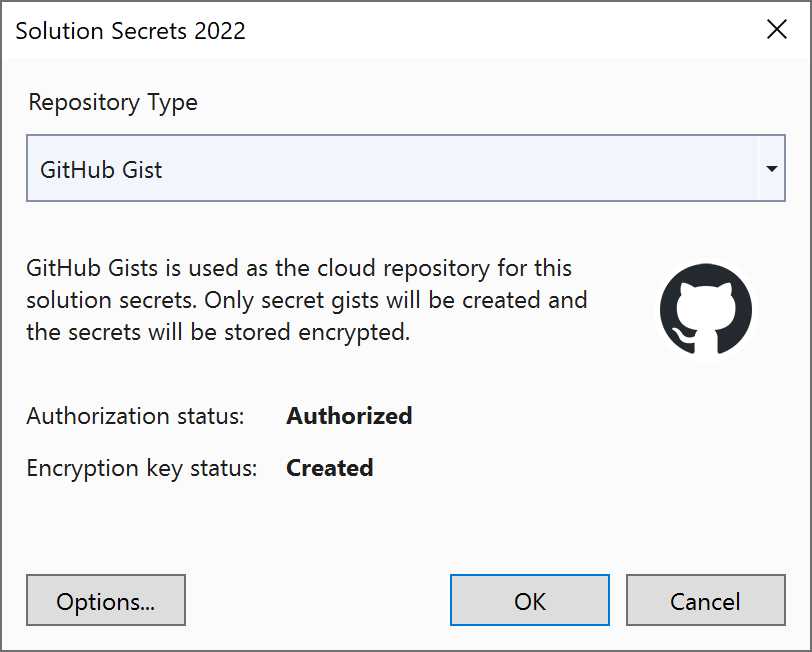 Solution Secrets 2022
Repository Type
GitHub Gist
GitHub Gists is used as the cloud repository for this
solution secrets. Only secret gists will be created and
the secrets will be stored encrypted.
Authorization status: Authorized
Encryption key status: Created
Options... OK Cancel